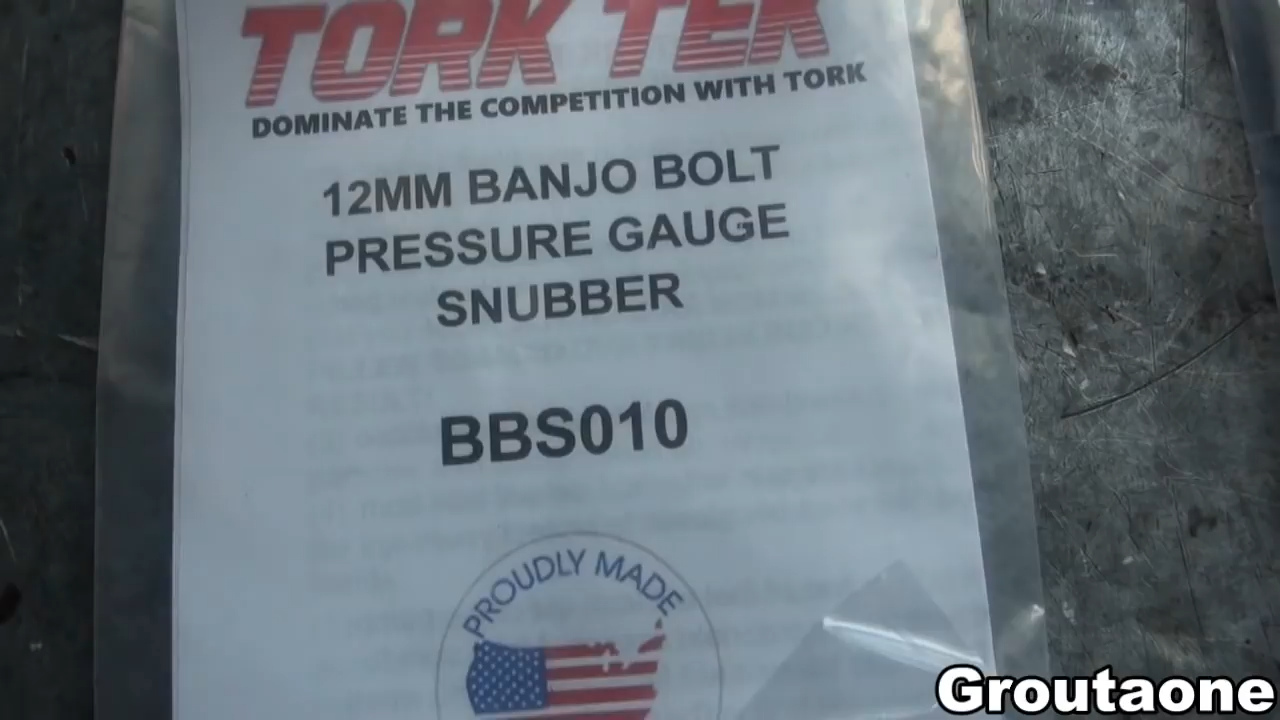 TORK TEK
DOMINATE THE COMPETITION WITH TORK
12MM BANJO BOLT
PRESSURE GAUGE
SNUBBER
BBS010
PROUDLY MADE
Groutaone